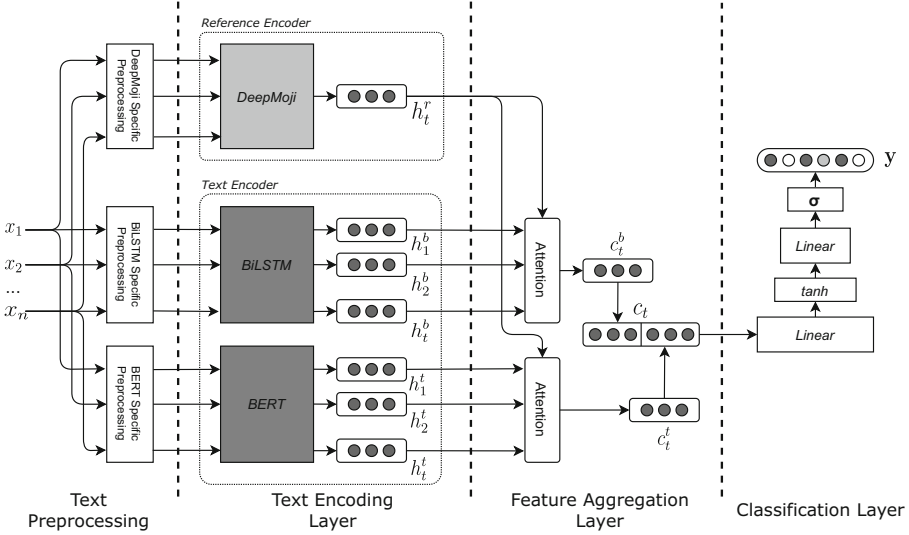 Reference Encoder
DeepMoji Specific
Preprocessing
DeepMoji
h_t^r
Text Encoder
x_1
x_2
...
x_n
BiLSTM Specific
Preprocessing
BiLSTM
h_1^b
h_2^b
h_t^b
BERT Specific
Preprocessing
BERT
h_1^t
h_2^t
h_t^t
Attention
Attention
c_t^b
c_t
c_t^t
y
σ
Linear
tanh
Linear
Text
Preprocessing
Text Encoding
Layer
Feature Aggregation
Layer
Classification Layer